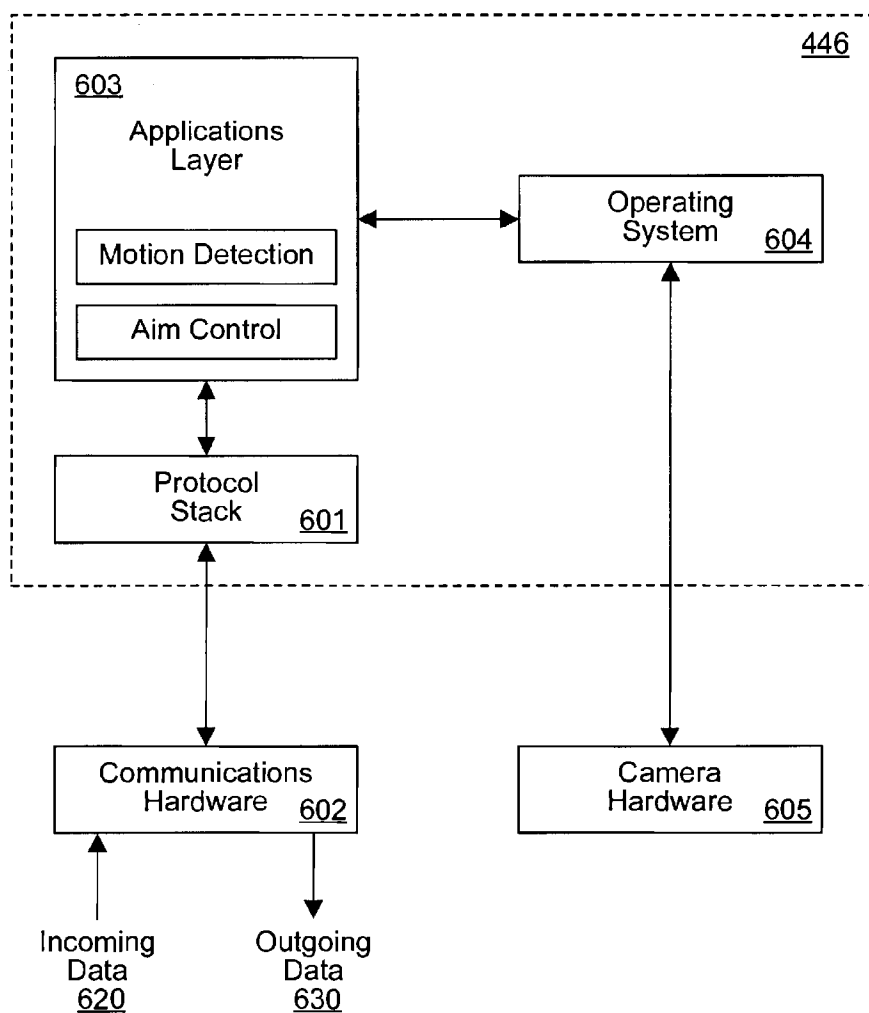 446
603
Applications
Layer
Motion Detection
Aim Control
Operating
System
604
Protocol
Stack
601
Communications
Hardware
602
Camera
Hardware
605
Incoming
Data
620
Outgoing
Data
630